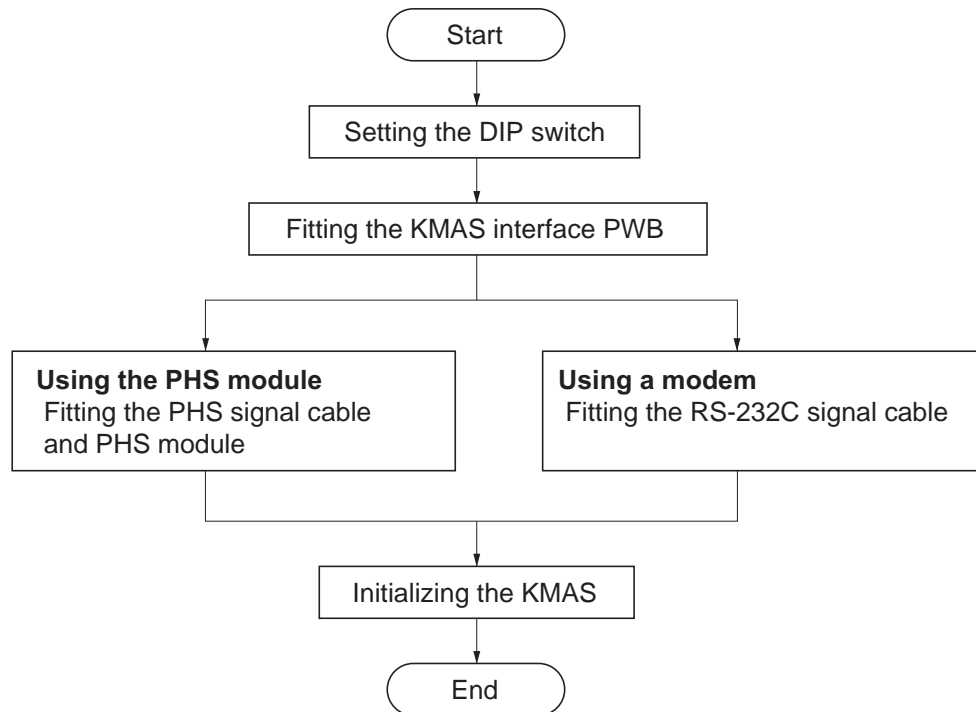 Start
Setting the DIP switch
Fitting the KMAS interface PWB
Using the PHS module
Fitting the PHS signal cable
and PHS module
Using a modem
Fitting the RS-232C signal cable
Initializing the KMAS
End